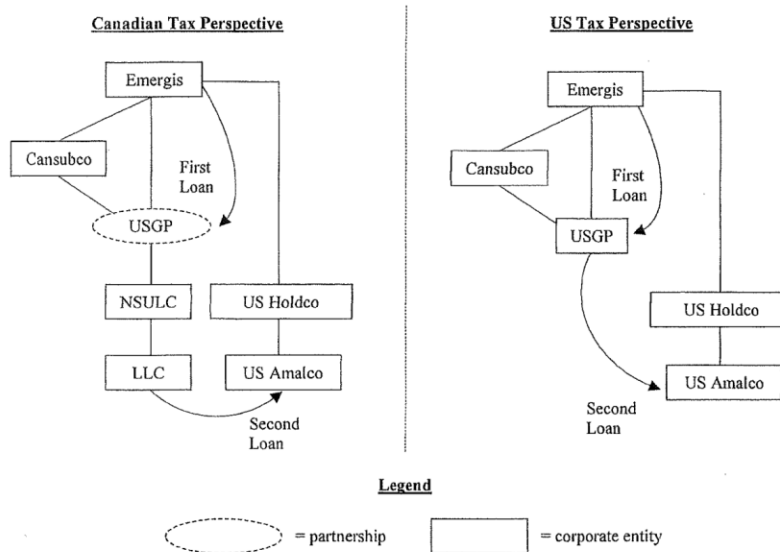 Canadian Tax Perspective
Emergis
Cansubco
First
Loan
USGP
NSULC
US Holdco
LLC
US Amalco
Second
Loan
US Tax Perspective
Emergis
Cansubco
First
Loan
USGP
US Holdco
US Amalco
Second
Loan
Legend
= partnership
= corporate entity